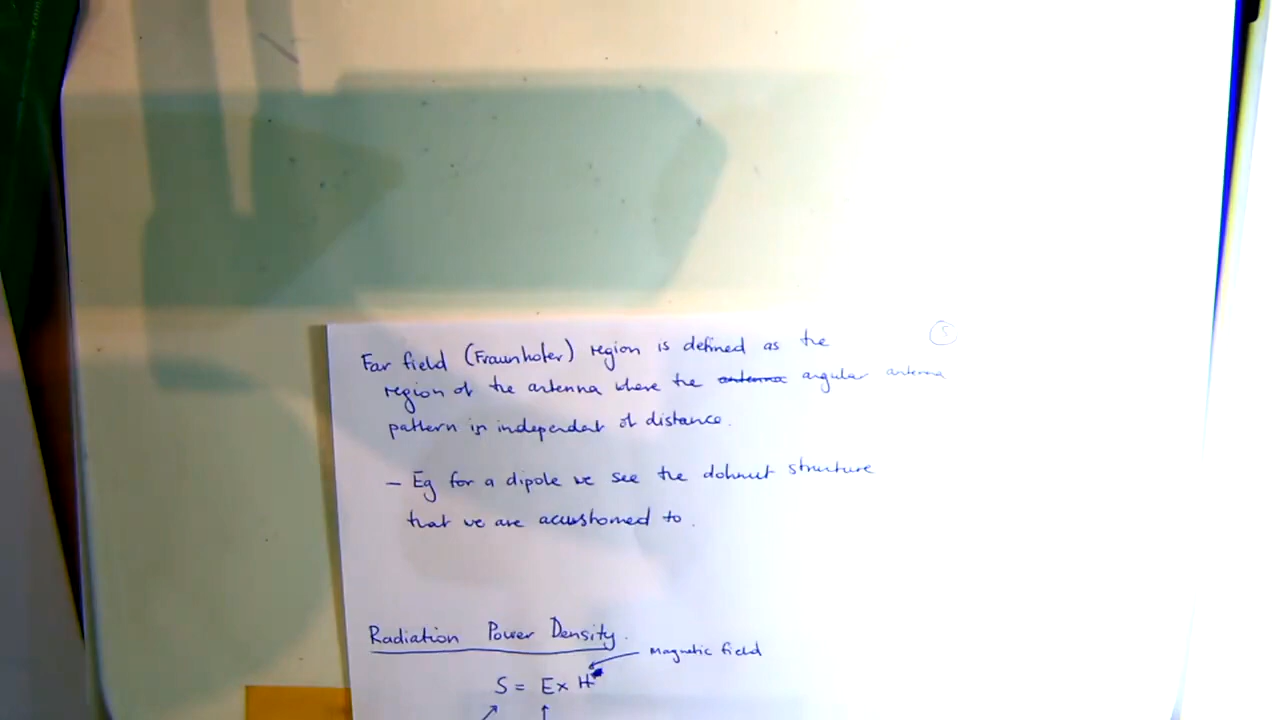 Far field (Fraunhofer) region is defined as the
5
region of the antenna where the antenna angular antenna
pattern is independent of distance.
- Eg for a dipole we see the dohnut structure
that we are accustomed to.
Radiation Power Density.
magnetic field
S = E x H